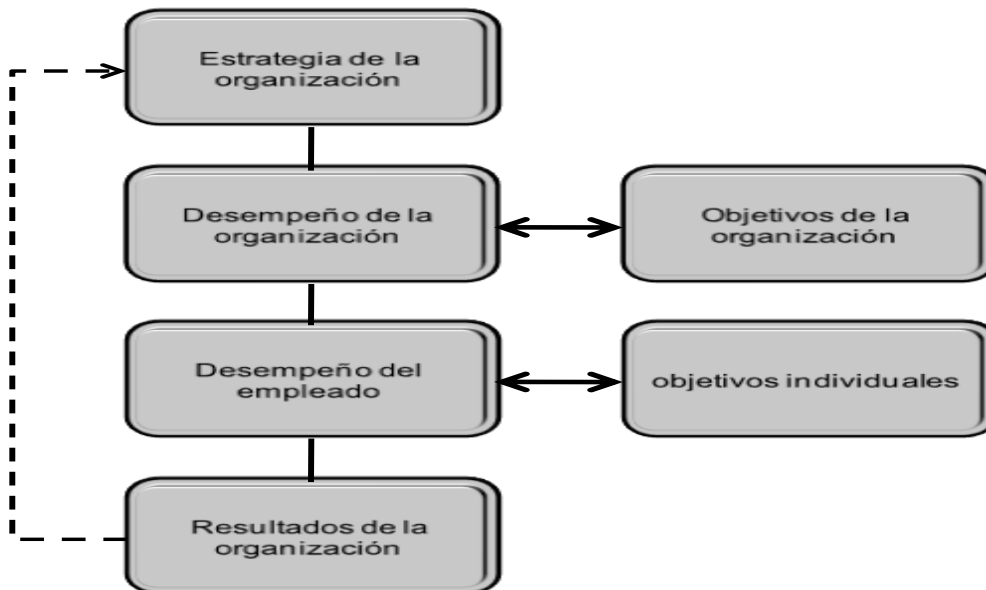 Estrategia de la
organización
Desempeño de la
organización
Objetivos de la
organización
Desempeño del
empleado
objetivos individuales
Resultados de la
organización